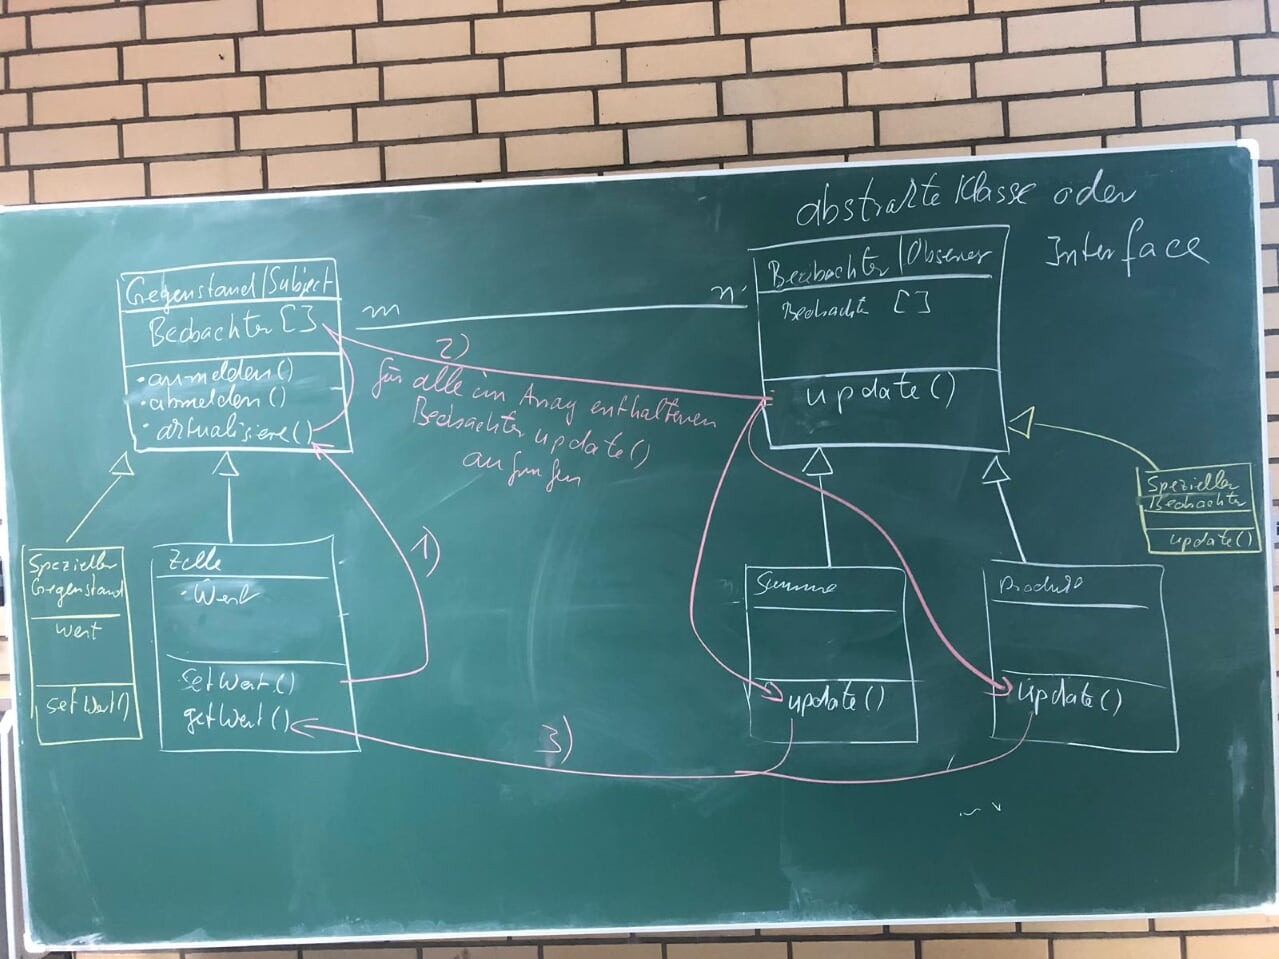 abstrakte Klasse oder
Interface
Gegenstand/Subject
Beobachter []
• anmelden()
• abmelden()
• aktualisiere()
m
n
Beobachter/Observer
Beobachte []
update()
2)
für alle im Array enthaltenen
Beobachter update()
aufrufen
1)
Spezieller
Gegenstand
Wert
setWert()
Zelle
• Wert
setWert()
getWert()
3)
Summe
update()
Produkt
update()
Spezieller
Beobachter
update()